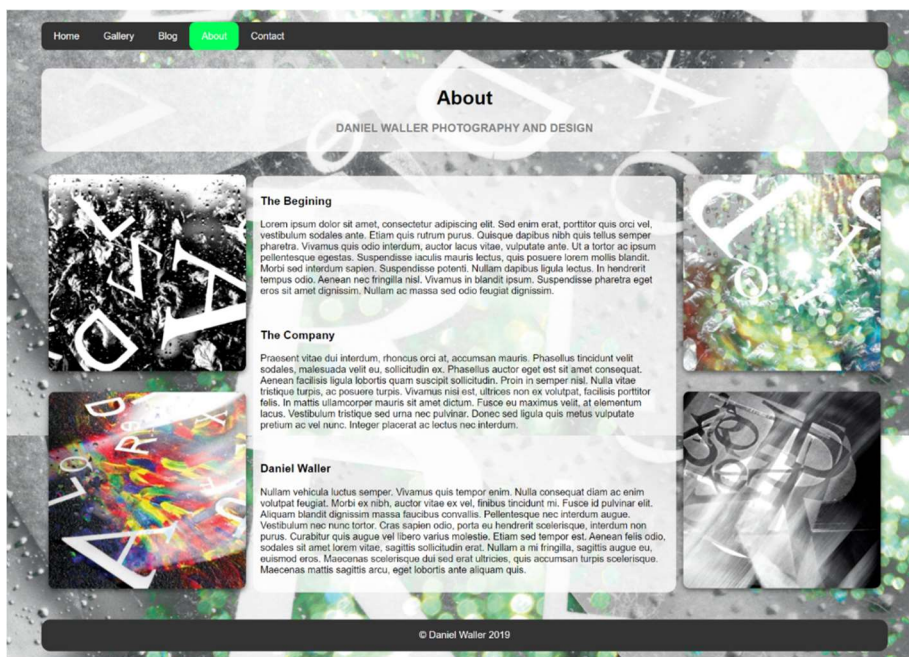 Home Gallery Blog About Contact
About
DANIEL WALLER PHOTOGRAPHY AND DESIGN
The Begining
Lorem ipsum dolor sit amet, consectetur adipiscing elit. Sed enim erat, porttitor quis orci vel,
vestibulum sodales ante. Etiam quis rutrum purus. Quisque dapibus nibh quis tellus semper
pharetra. Vivamus quis odio interdum, auctor lacus vitae, vulputate ante. Ut a tortor ac ipsum
pellentesque egestas. Suspendisse iaculis mauris lectus, quis posuere lorem mollis blandit.
Morbi sed interdum sapien. Suspendisse potenti. Nullam dapibus ligula lectus. In hendrerit
tempus odio. Aenean nec fringilla nisl. Vivamus in blandit ipsum. Suspendisse pharetra eget
eros sit amet dignissim. Nullam ac massa sed odio feugiat dignissim.
The Company
Praesent vitae dui interdum, rhoncus orci at, accumsan mauris. Phasellus tincidunt velit
sodales, malesuada velit eu, sollicitudin ex. Phasellus auctor eget est sit amet consequat.
Aenean facilisis ligula lobortis quam suscipit sollicitudin. Proin in semper nisl. Nulla vitae
tristique turpis, ac posuere turpis. Vivamus nisi est, ultrices non ex volutpat, facilisis porttitor
felis. In mattis ullamcorper mauris sit amet dictum. Fusce eu maximus velit, at elementum
lacus. Vestibulum tristique sed urna nec pulvinar. Donec sed ligula quis metus vulputate
pretium ac vel nunc. Integer placerat ac lectus nec interdum.
Daniel Waller
Nullam vehicula luctus semper. Vivamus quis tempor enim. Nulla consequat diam ac enim
volutpat feugiat. Morbi ex nibh, auctor vitae ex vel, finibus tincidunt mi. Fusce id pulvinar elit.
Aliquam blandit dignissim massa faucibus convallis. Pellentesque nec interdum augue.
Vestibulum nec nunc tortor. Cras sapien odio, porta eu hendrerit scelerisque, interdum non
purus. Curabitur quis augue vel libero varius molestie. Etiam sed tempor est. Aenean felis odio,
sodales sit amet lorem vitae, sagittis sollicitudin erat. Nullam a mi fringilla, sagittis augue eu,
euismod eros. Maecenas scelerisque dui sed erat ultricies, quis accumsan turpis scelerisque.
Maecenas mattis sagittis arcu, eget lobortis ante aliquam quis.
© Daniel Waller 2019